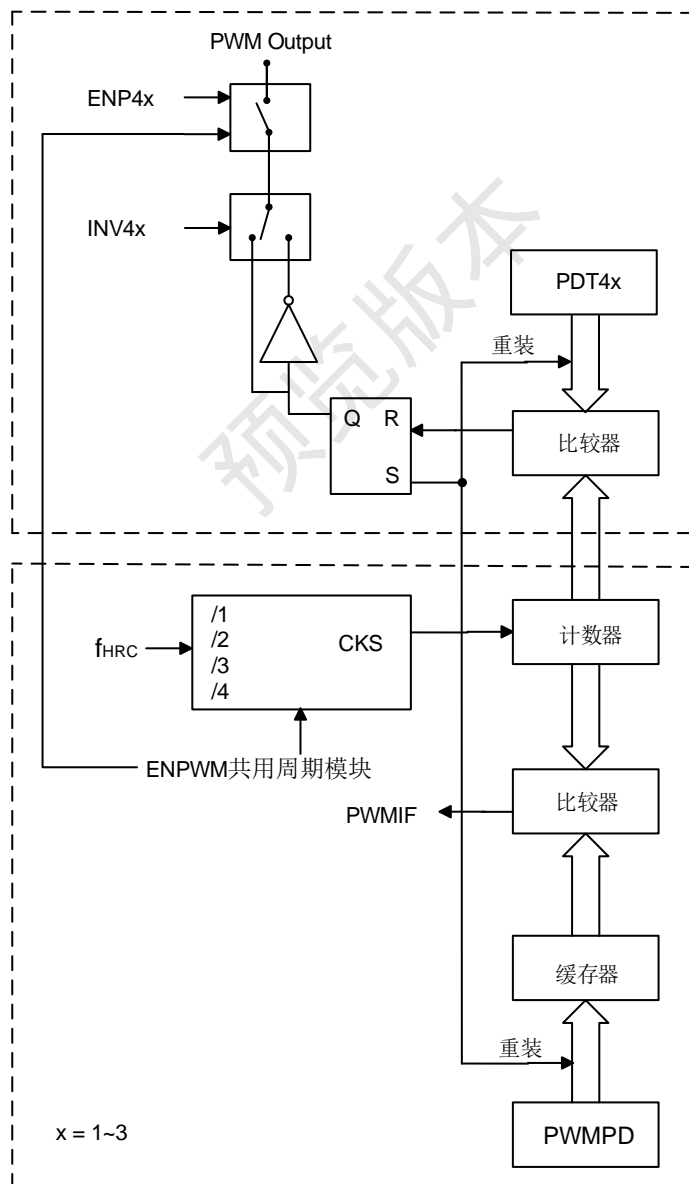 PWM Output
ENP4x
INV4x
PDT4x
重装
Q R
S
比较器
/1
/2
/3
/4
CKS
fHRC
计数器
ENPWM共用周期模块
PWMIF
比较器
缓存器
重装
PWMPD
x = 1~3
预览版本